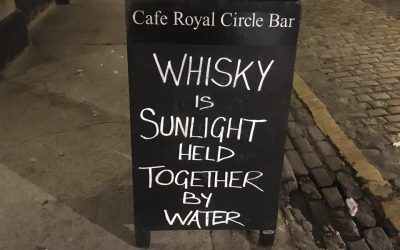 Cafe Royal Circle Bar
WHISKY
IS
SUNLIGHT
HELD
TOGETHER
BY
WATER